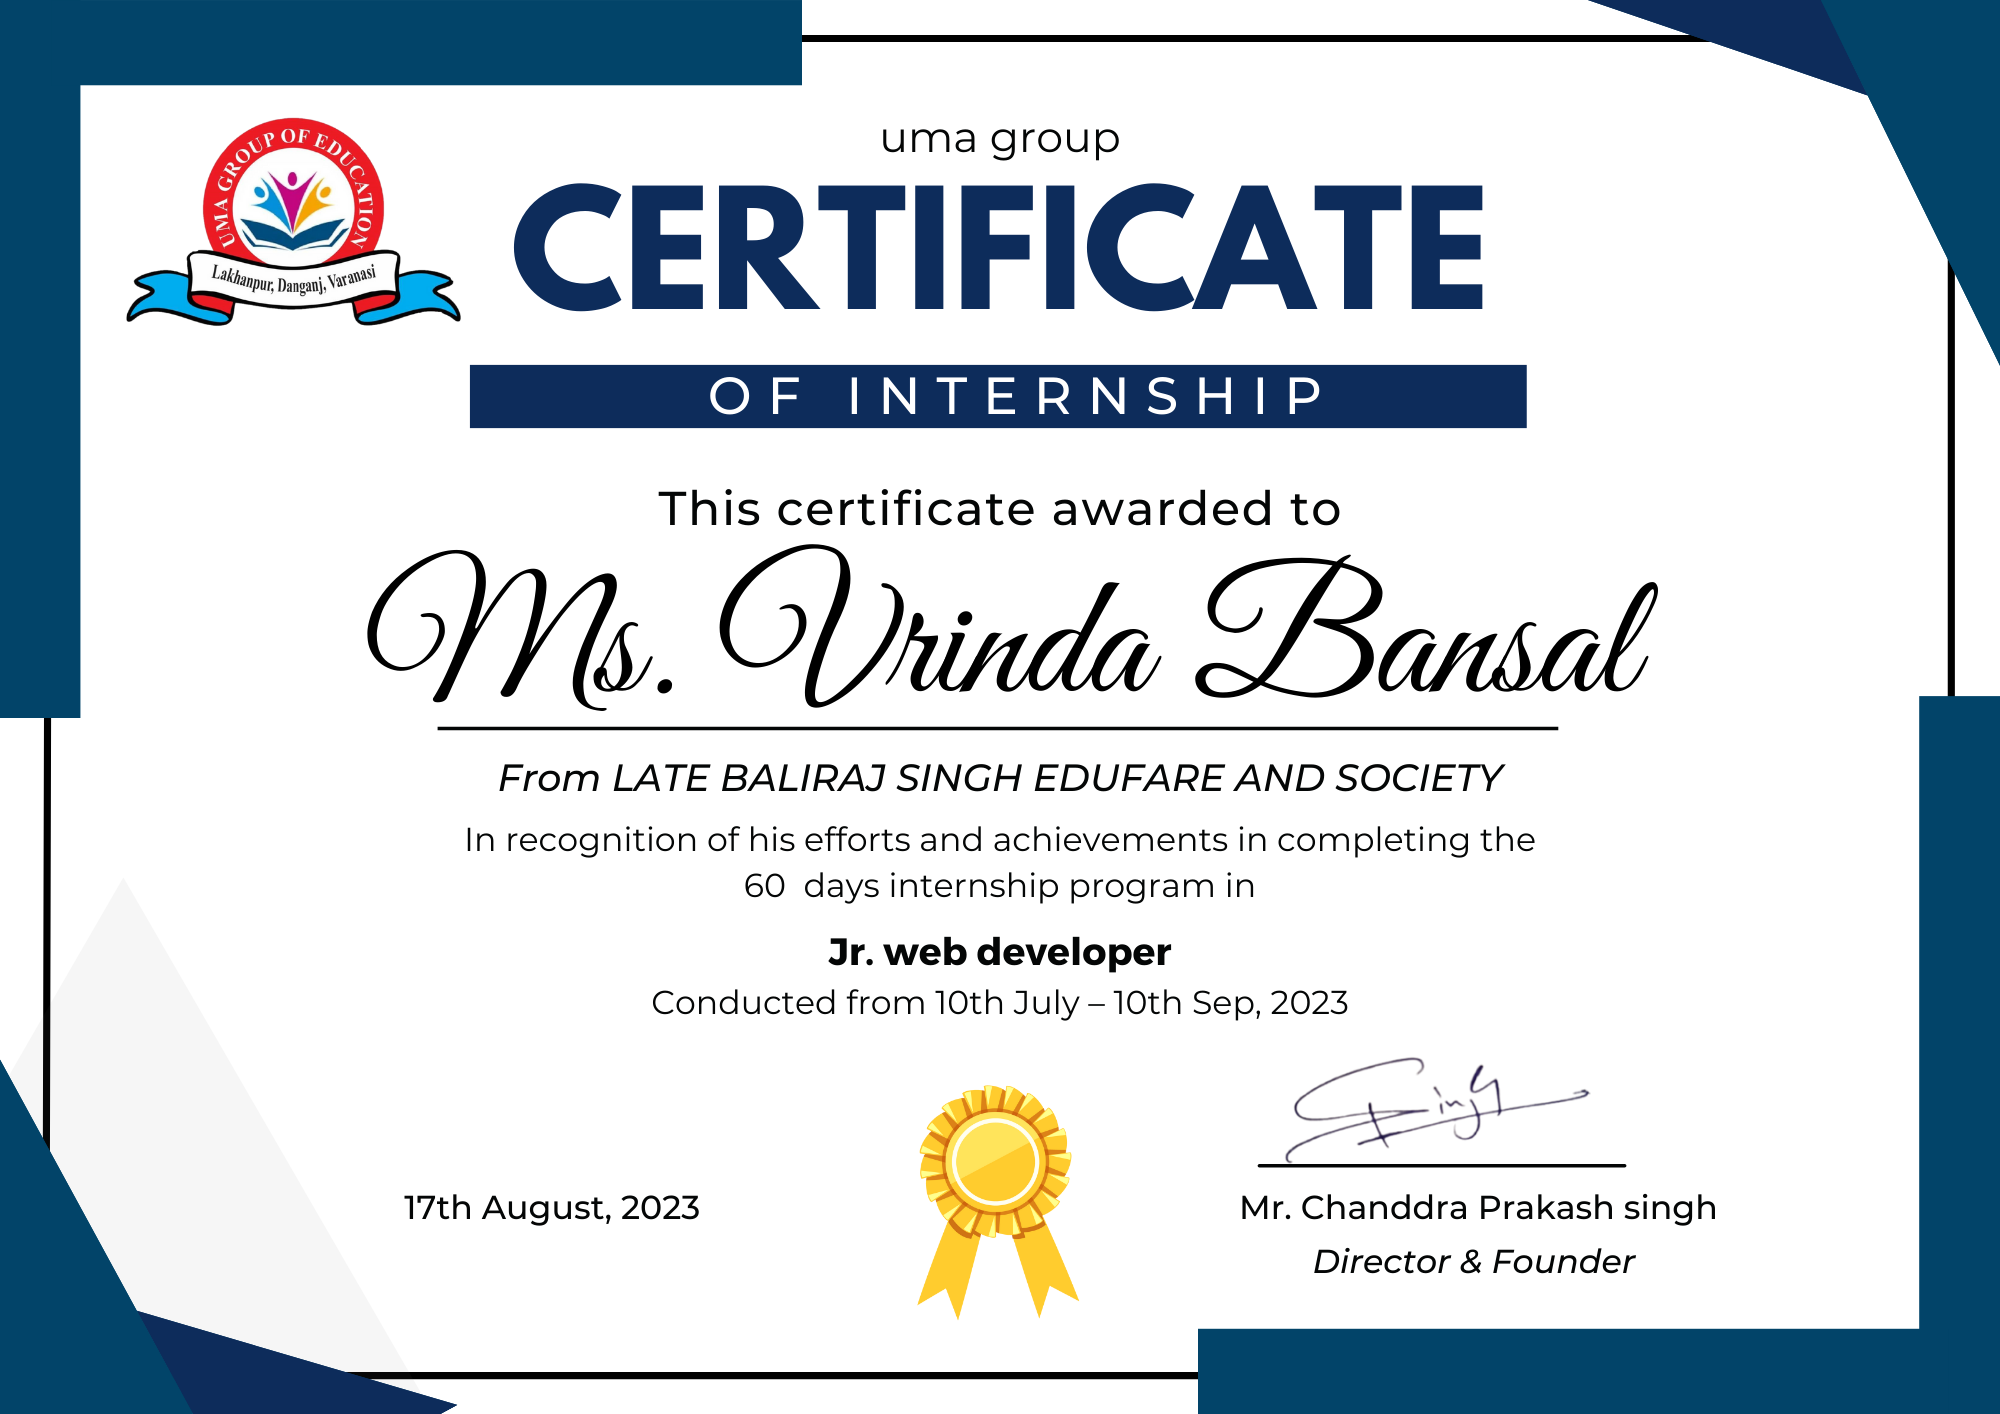 UMA GROUP OF EDUCATION
Lakhanpur, Danganj, Varanasi
uma group
CERTIFICATE
OF INTERNSHIP
This certificate awarded to
Ms. Vrinda Bansal
From LATE BALIRAJ SINGH EDUFARE AND SOCIETY
In recognition of his efforts and achievements in completing the
60 days internship program in
Jr. web developer
Conducted from 10th July – 10th Sep, 2023
Singh
17th August, 2023
Mr. Chanddra Prakash singh
Director & Founder